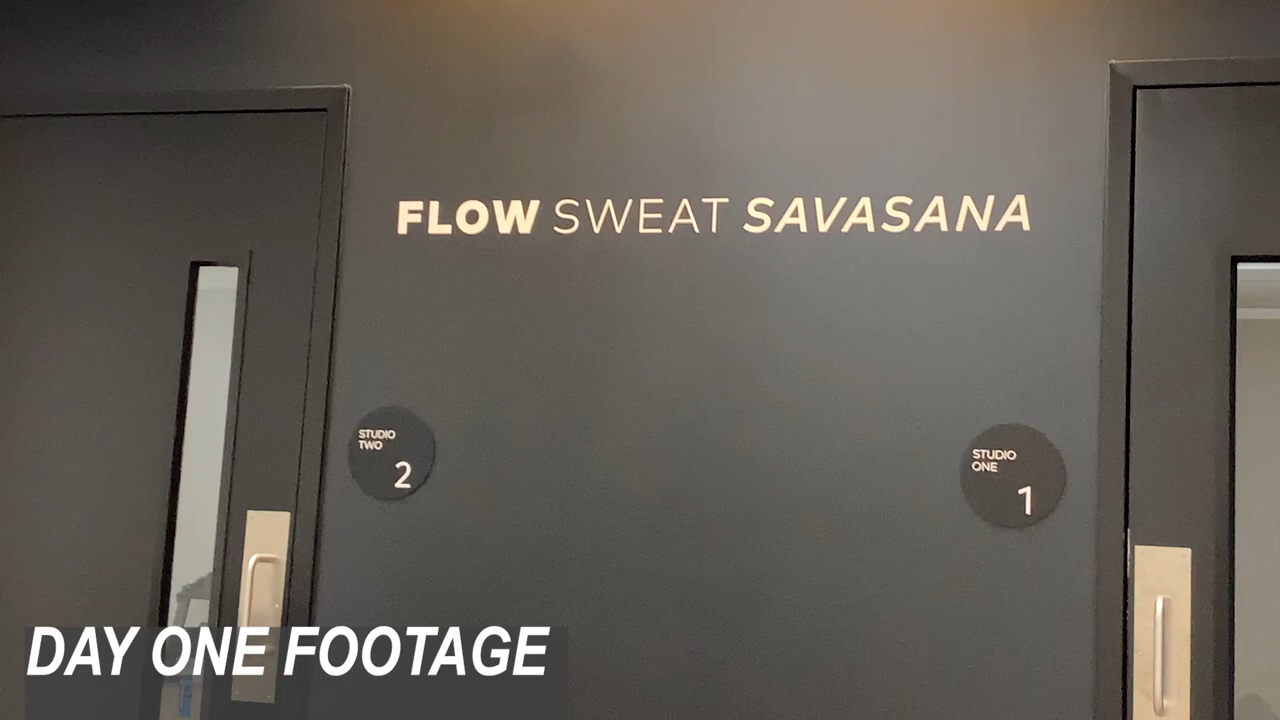 FLOW SWEAT SAVASANA
STUDIO
TWO
2
STUDIO
ONE
1
DAY ONE FOOTAGE